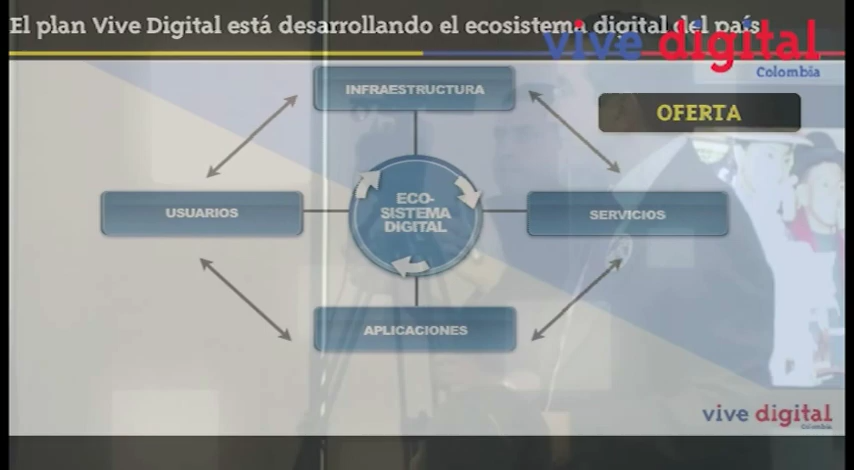 El plan Vive Digital está desarrollando el ecosistema digital del país
vive digital
Colombia
INFRAESTRUCTURA
OFERTA
USUARIOS
ECO-
SISTEMA
DIGITAL
SERVICIOS
APLICACIONES
vive digital
Colombia